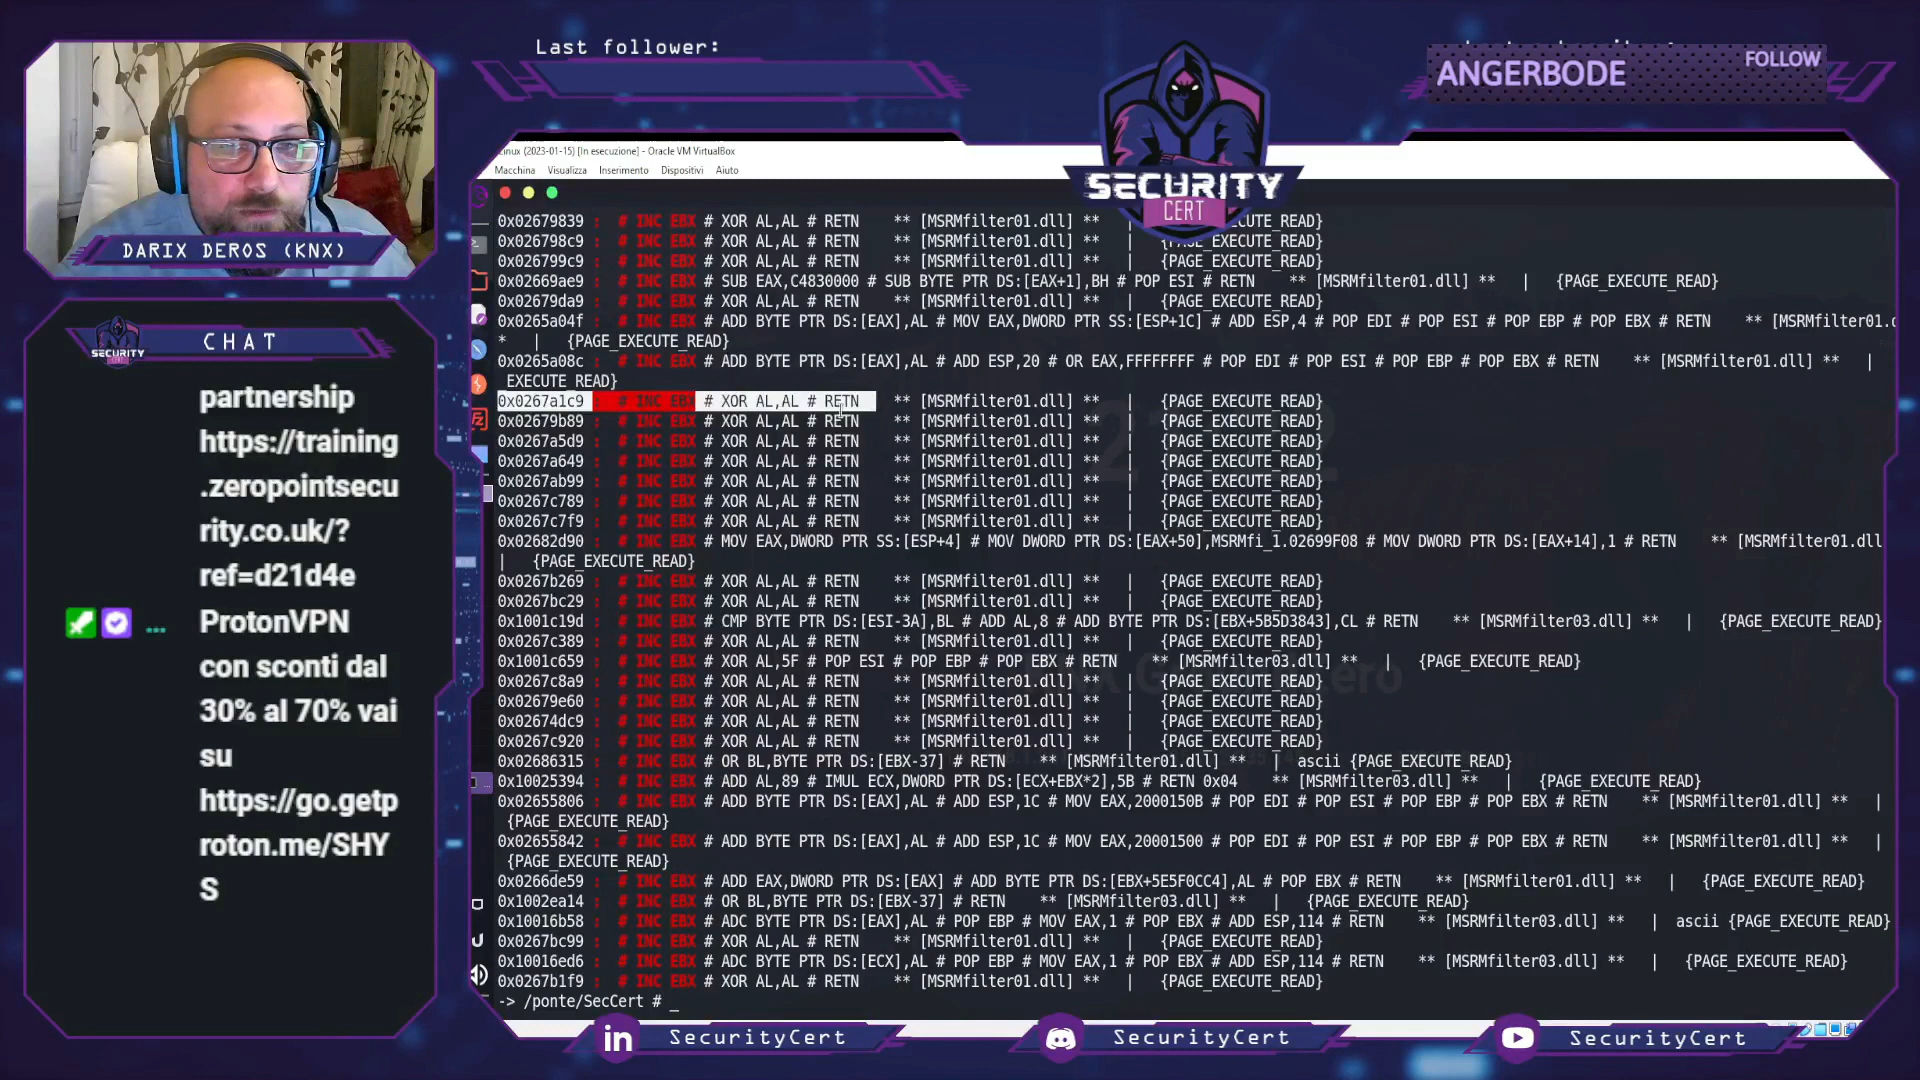 Last follower:
ANGERBODE
FOLLOW
SECURITY
CERT
DARIX DEROS (KNX)
SECURITY
CHAT
partnership
https://training
.zeropointsecu
rity.co.uk/?
ref=d21d4e
... ProtonVPN
con sconti dal
30% al 70% vai
su
https://go.getp
roton.me/SHY
S
(2023-01-15) [In esecuzione] - Oracle VM VirtualBox
Macchina Visualizza Inserimento Dispositivi Aiuto
0x02679839 : # INC EBX # XOR AL,AL # RETN ** [MSRMfilter01.dll] ** | CUTE_READ}
0x026798c9 : # INC EBX # XOR AL,AL # RETN ** [MSRMfilter01.dll] ** | {PAGE_EXECUTE_READ}
0x026799c9 : # INC EBX # XOR AL,AL # RETN ** [MSRMfilter01.dll] ** | {PAGE_EXECUTE_READ}
0x02669ae9 : # INC EBX # SUB EAX,C4830000 # SUB BYTE PTR DS:[EAX+1],BH # POP ESI # RETN ** [MSRMfilter01.dll] ** | {PAGE_EXECUTE_READ}
0x02679da9 : # INC EBX # XOR AL,AL # RETN ** [MSRMfilter01.dll] ** | {PAGE_EXECUTE_READ}
0x0265a04f : # INC EBX # ADD BYTE PTR DS:[EAX],AL # MOV EAX,DWORD PTR SS:[ESP+1C] # ADD ESP,4 # POP EDI # POP ESI # POP EBP # POP EBX # RETN ** [MSRMfilter01.
* | {PAGE_EXECUTE_READ}
0x0265a08c : # INC EBX # ADD BYTE PTR DS:[EAX],AL # ADD ESP,20 # OR EAX,FFFFFFFF # POP EDI # POP ESI # POP EBP # POP EBX # RETN ** [MSRMfilter01.dll] ** |
EXECUTE_READ}
0x0267a1c9 : # INC EBX # XOR AL,AL # RETN ** [MSRMfilter01.dll] ** | {PAGE_EXECUTE_READ}
0x02679b89 : # INC EBX # XOR AL,AL # RETN ** [MSRMfilter01.dll] ** | {PAGE_EXECUTE_READ}
0x0267a5d9 : # INC EBX # XOR AL,AL # RETN ** [MSRMfilter01.dll] ** | {PAGE_EXECUTE_READ}
0x0267a649 : # INC EBX # XOR AL,AL # RETN ** [MSRMfilter01.dll] ** | {PAGE_EXECUTE_READ}
0x0267ab99 : # INC EBX # XOR AL,AL # RETN ** [MSRMfilter01.dll] ** | {PAGE_EXECUTE_READ}
0x0267c789 : # INC EBX # XOR AL,AL # RETN ** [MSRMfilter01.dll] ** | {PAGE_EXECUTE_READ}
0x0267c7f9 : # INC EBX # XOR AL,AL # RETN ** [MSRMfilter01.dll] ** | {PAGE_EXECUTE_READ}
0x02682d90 : # INC EBX # MOV EAX,DWORD PTR SS:[ESP+4] # MOV DWORD PTR DS:[EAX+50],MSRMfi_1.02699F08 # MOV DWORD PTR DS:[EAX+14],1 # RETN ** [MSRMfilter01.dll
| {PAGE_EXECUTE_READ}
0x0267b269 : # INC EBX # XOR AL,AL # RETN ** [MSRMfilter01.dll] ** | {PAGE_EXECUTE_READ}
0x0267bc29 : # INC EBX # XOR AL,AL # RETN ** [MSRMfilter01.dll] ** | {PAGE_EXECUTE_READ}
0x1001c19d : # INC EBX # CMP BYTE PTR DS:[ESI-3A],BL # ADD AL,8 # ADD BYTE PTR DS:[EBX+5B5D3843],CL # RETN ** [MSRMfilter03.dll] ** | {PAGE_EXECUTE_READ}
0x0267c389 : # INC EBX # XOR AL,AL # RETN ** [MSRMfilter01.dll] ** | {PAGE_EXECUTE_READ}
0x1001c659 : # INC EBX # XOR AL,5F # POP ESI # POP EBP # POP EBX # RETN ** [MSRMfilter03.dll] ** | {PAGE_EXECUTE_READ}
0x0267c8a9 : # INC EBX # XOR AL,AL # RETN ** [MSRMfilter01.dll] ** | {PAGE_EXECUTE_READ}
0x02679e60 : # INC EBX # XOR AL,AL # RETN ** [MSRMfilter01.dll] ** | {PAGE_EXECUTE_READ}
0x02674dc9 : # INC EBX # XOR AL,AL # RETN ** [MSRMfilter01.dll] ** | {PAGE_EXECUTE_READ}
0x0267c920 : # INC EBX # XOR AL,AL # RETN ** [MSRMfilter01.dll] ** | {PAGE_EXECUTE_READ}
0x02686315 : # INC EBX # OR BL,BYTE PTR DS:[EBX-37] # RETN ** [MSRMfilter01.dll] ** | ascii {PAGE_EXECUTE_READ}
0x10025394 : # INC EBX # ADD AL,89 # IMUL ECX,DWORD PTR DS:[ECX+EBX*2],5B # RETN 0x04 ** [MSRMfilter03.dll] ** | {PAGE_EXECUTE_READ}
0x02655806 : # INC EBX # ADD BYTE PTR DS:[EAX],AL # ADD ESP,1C # MOV EAX,2000150B # POP EDI # POP ESI # POP EBP # POP EBX # RETN ** [MSRMfilter01.dll] ** |
{PAGE_EXECUTE_READ}
0x02655842 : # INC EBX # ADD BYTE PTR DS:[EAX],AL # ADD ESP,1C # MOV EAX,20001500 # POP EDI # POP ESI # POP EBP # POP EBX # RETN ** [MSRMfilter01.dll] ** |
{PAGE_EXECUTE_READ}
0x0266de59 : # INC EBX # ADD EAX,DWORD PTR DS:[EAX] # ADD BYTE PTR DS:[EBX+5E5F0CC4],AL # POP EBX # RETN ** [MSRMfilter01.dll] ** | {PAGE_EXECUTE_READ}
0x1002ea14 : # INC EBX # OR BL,BYTE PTR DS:[EBX-37] # RETN ** [MSRMfilter03.dll] ** | {PAGE_EXECUTE_READ}
0x10016b58 : # INC EBX # ADC BYTE PTR DS:[EAX],AL # POP EBP # MOV EAX,1 # POP EBX # ADD ESP,114 # RETN ** [MSRMfilter03.dll] ** | ascii {PAGE_EXECUTE_READ}
0x0267bc99 : # INC EBX # XOR AL,AL # RETN ** [MSRMfilter01.dll] ** | {PAGE_EXECUTE_READ}
0x10016ed6 : # INC EBX # ADC BYTE PTR DS:[ECX],AL # POP EBP # MOV EAX,1 # POP EBX # ADD ESP,114 # RETN ** [MSRMfilter03.dll] ** | {PAGE_EXECUTE_READ}
0x0267b1f9 : # INC EBX # XOR AL,AL # RETN ** [MSRMfilter01.dll] ** | {PAGE_EXECUTE_READ}
-> /ponte/SecCert # _
in SecurityCert
SecurityCert
SecurityCert